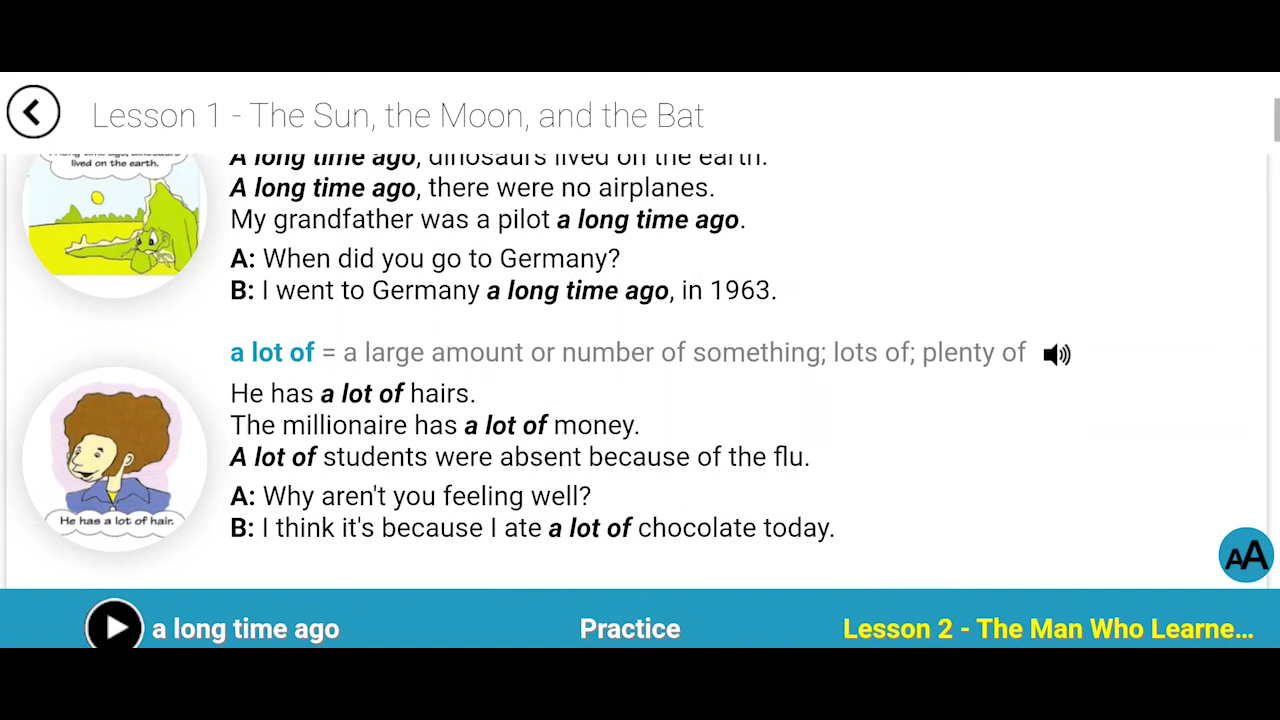 Lesson 1 - The Sun, the Moon, and the Bat
A long time ago, dinosaurs lived on the earth.
lived on the earth.
A long time ago, there were no airplanes.
My grandfather was a pilot a long time ago.
A: When did you go to Germany?
B: I went to Germany a long time ago, in 1963.
a lot of = a large amount or number of something; lots of; plenty of
He has a lot of hairs.
The millionaire has a lot of money.
A lot of students were absent because of the flu.
A: Why aren't you feeling well?
B: I think it's because I ate a lot of chocolate today.
He has a lot of hair.
AA
a long time ago
Practice
Lesson 2 - The Man Who Learne...